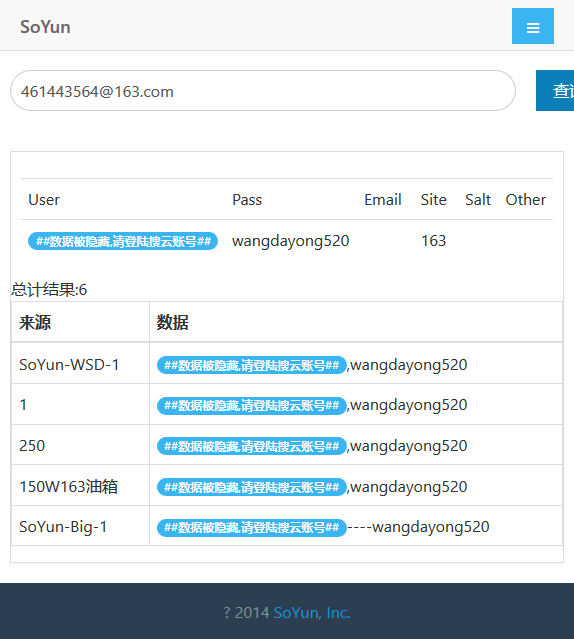 SoYun
≡
461443564@163.com
查询
User Pass Email Site Salt Other
##数据被隐藏,请登陆搜云账号## wangdayong520 163
总计结果:6
来源 数据
SoYun-WSD-1 ##数据被隐藏,请登陆搜云账号##,wangdayong520
1 ##数据被隐藏,请登陆搜云账号##,wangdayong520
250 ##数据被隐藏,请登陆搜云账号##,wangdayong520
150W163油箱 ##数据被隐藏,请登陆搜云账号##,wangdayong520
SoYun-Big-1 ##数据被隐藏,请登陆搜云账号##----wangdayong520
? 2014 SoYun, Inc.